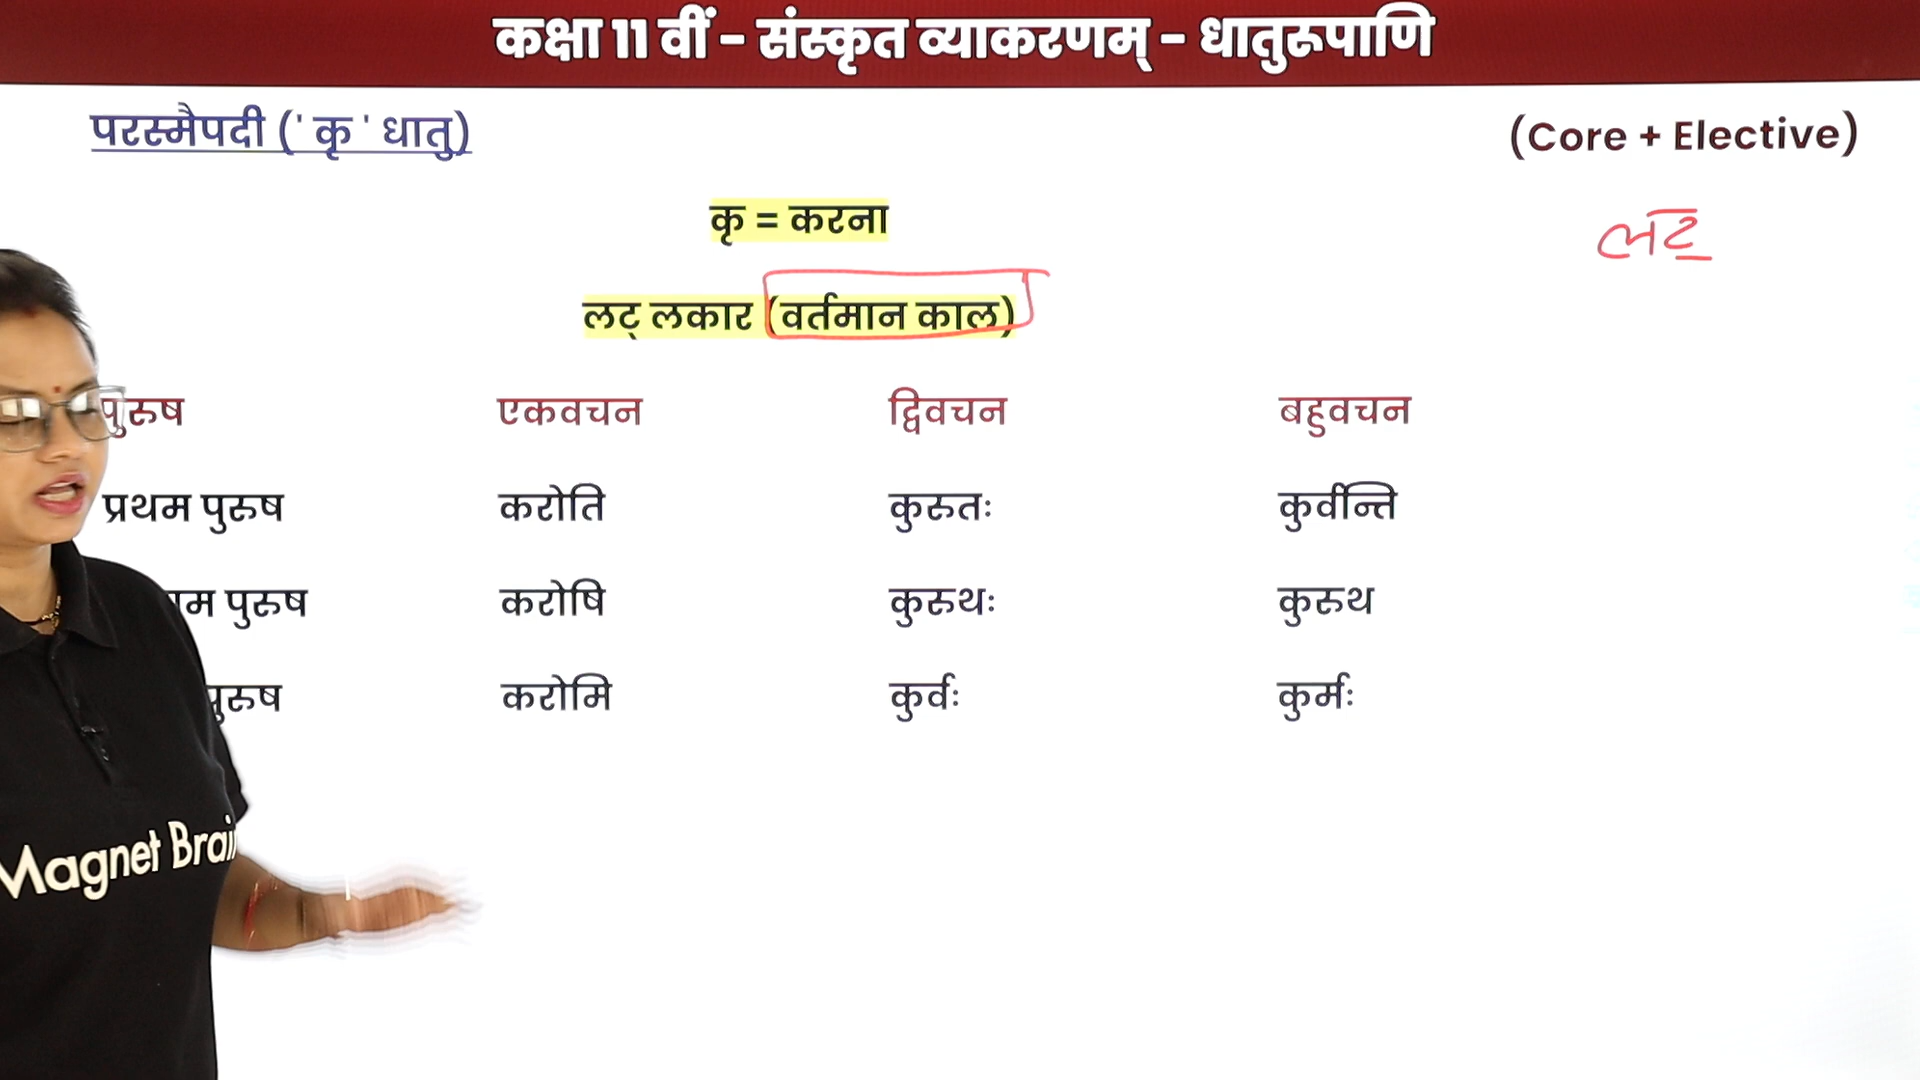 कक्षा 11 वीं - संस्कृत व्याकरणम् - धातुरूपाणि
परस्मैपदी (' कृ ' धातु)
(Core + Elective)
कृ = करना
लट्
लट् लकार (वर्तमान काल)
पुरुष एकवचन द्विवचन बहुवचन
प्रथम पुरुष करोति कुरुतः कुर्वन्ति
पुरुष करोषि कुरुथः कुरुथ
पुरुष करोमि कुर्वः कुर्मः
Magnet